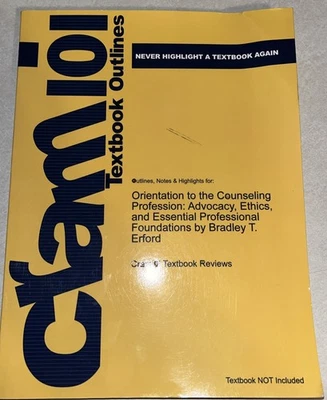 Cram101
Textbook Outlines
NEVER HIGHLIGHT A TEXTBOOK AGAIN
Outlines, Notes & Highlights for:
Orientation to the Counseling
Profession: Advocacy, Ethics,
and Essential Professional
Foundations by Bradley T.
Erford
Textbook Reviews
Textbook NOT Included